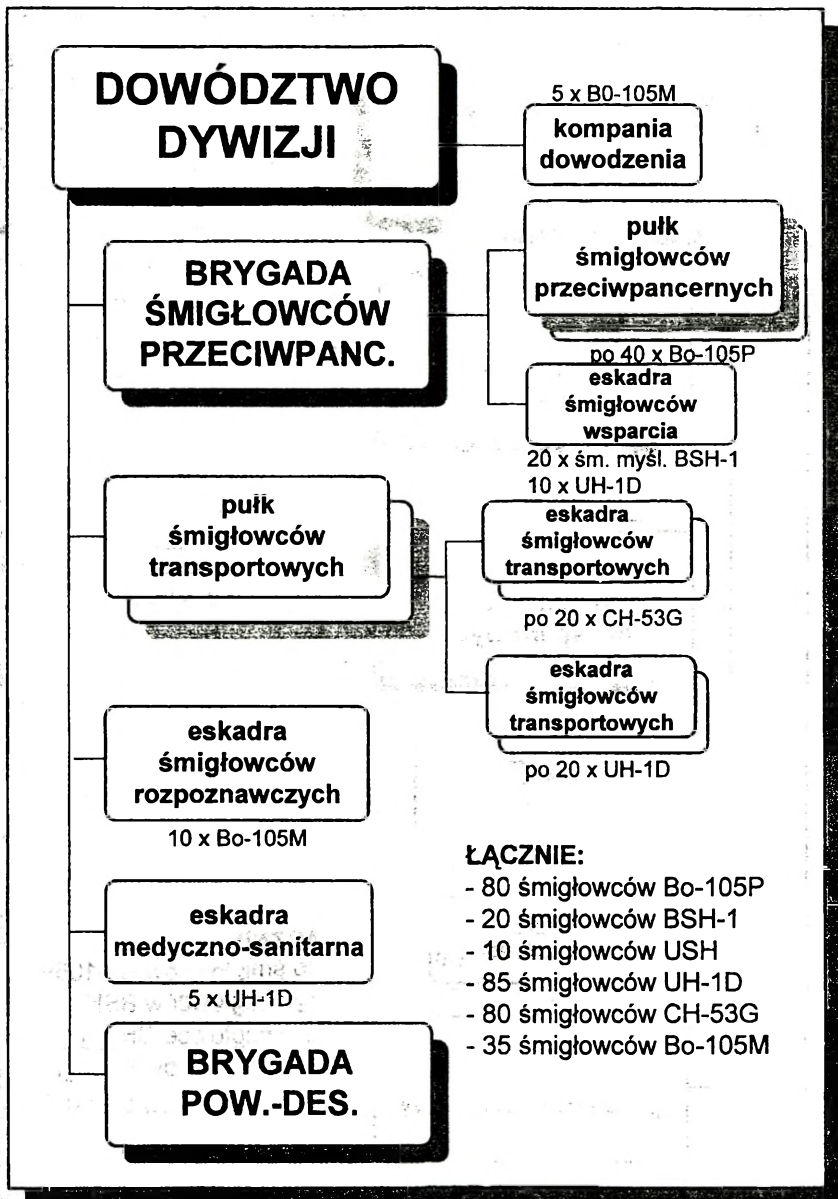 DOWÓDZTWO
DYWIZJI
5 x B0-105M
kompania
dowodzenia
BRYGADA
ŚMIGŁOWCÓW
PRZECIWPANC.
pułk
śmigłowców
przeciwpancernych
po 40 x Bo-105P
eskadra
śmigłowców
wsparcia
20 x śm. myśl. BSH-1
10 x UH-1D
pułk
śmigłowców
transportowych
eskadra
śmigłowców
transportowych
po 20 x CH-53G
eskadra
śmigłowców
transportowych
po 20 x UH-1D
eskadra
śmigłowców
rozpoznawczych
10 x Bo-105M
eskadra
medyczno-sanitarna
5 x UH-1D
BRYGADA
POW.-DES.
ŁĄCZNIE:
- 80 śmigłowców Bo-105P
- 20 śmigłowców BSH-1
- 10 śmigłowców USH
- 85 śmigłowców UH-1D
- 80 śmigłowców CH-53G
- 35 śmigłowców Bo-105M